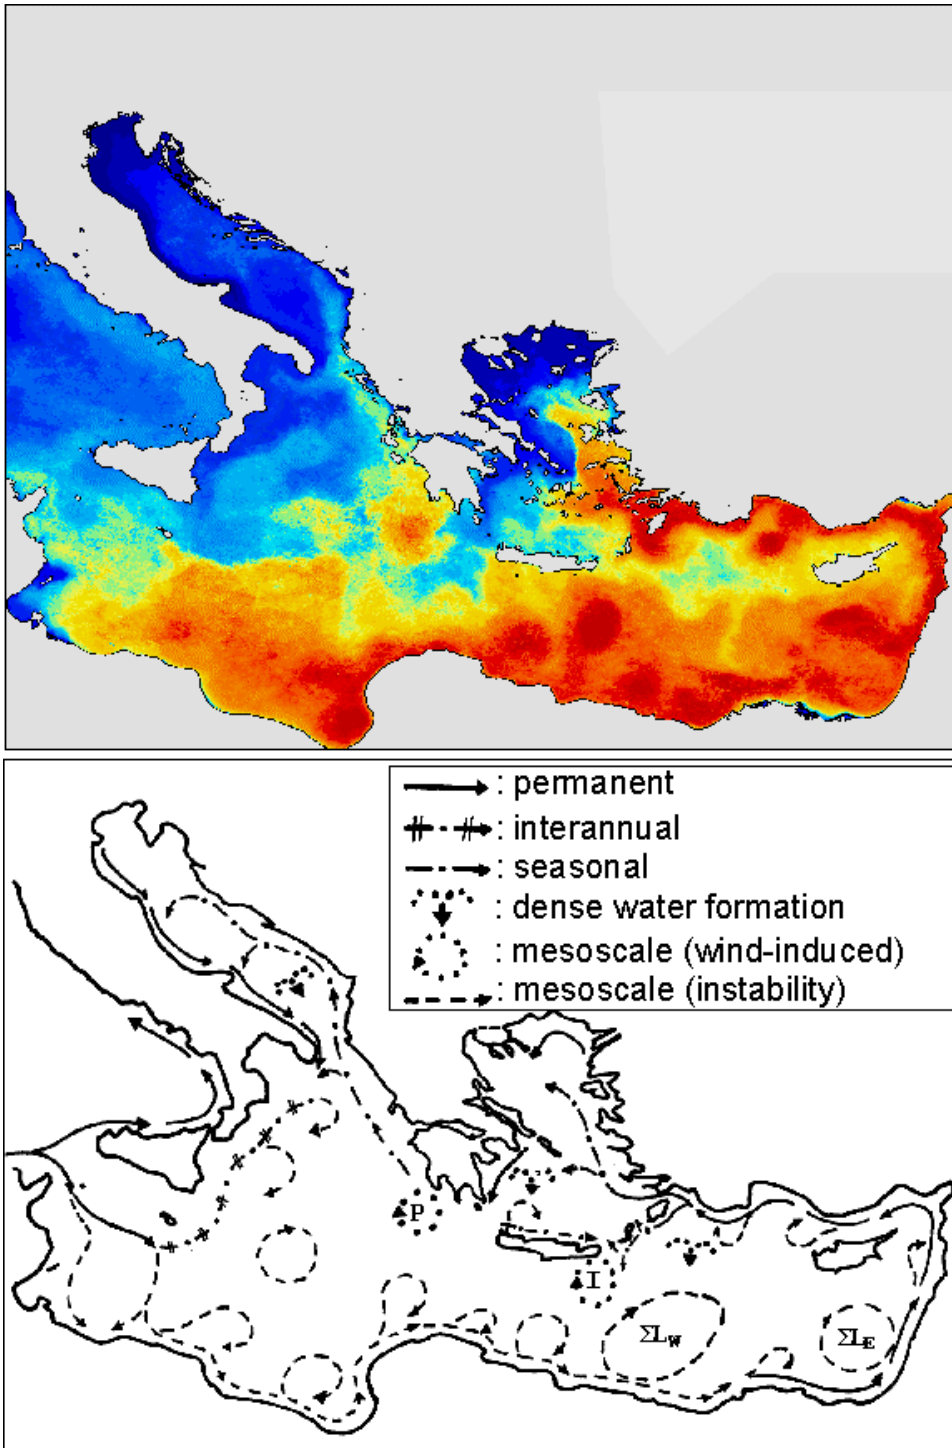 : permanent
: interannual
: seasonal
: dense water formation
: mesoscale (wind-induced)
: mesoscale (instability)
P
I
ΣLW
ΣLE